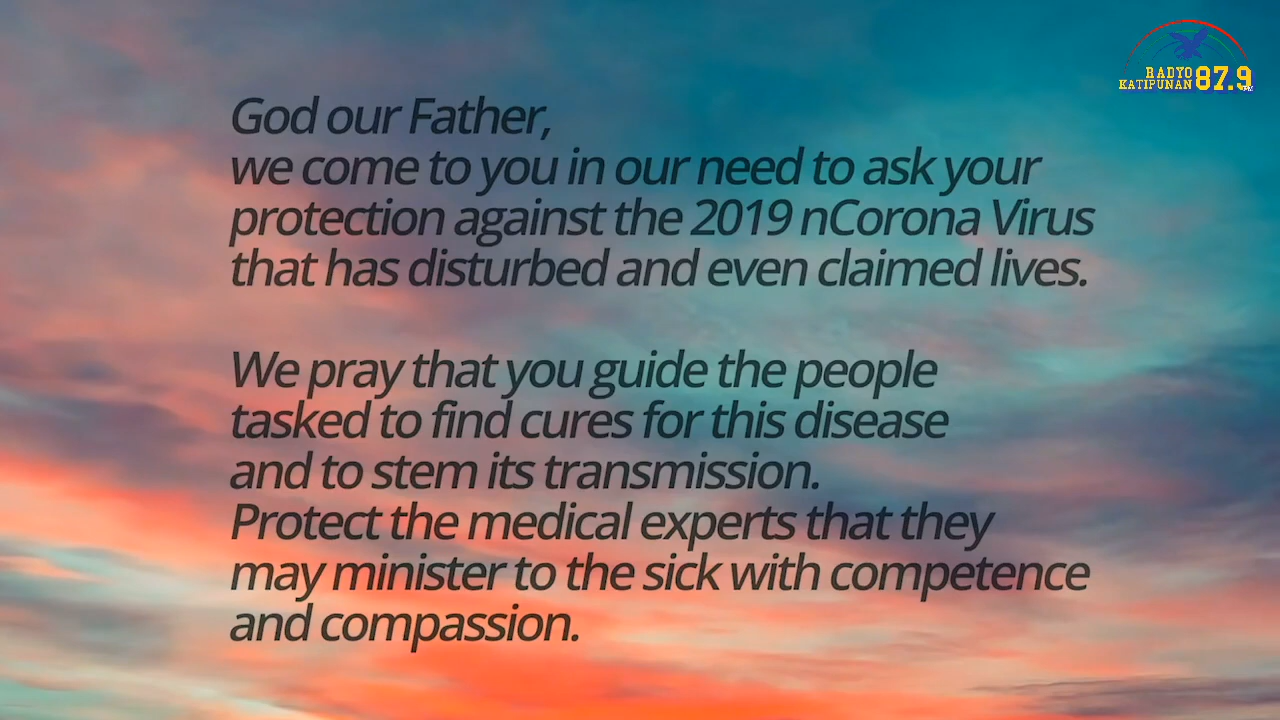 RADYO
KATIPUNAN 87.9
FM
God our Father,
we come to you in our need to ask your
protection against the 2019 nCorona Virus
that has disturbed and even claimed lives.
We pray that you guide the people
tasked to find cures for this disease
and to stem its transmission.
Protect the medical experts that they
may minister to the sick with competence
and compassion.